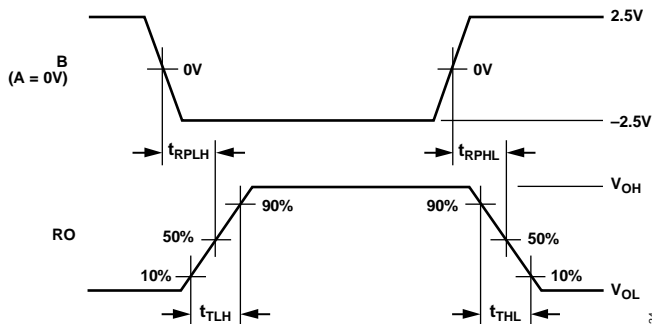 2.5V
B
(A = 0V)
0V
0V
–2.5V
tRPLH
tRPHL
VOH
90%
90%
RO
50%
50%
10%
10%
VOL
tTLH
tTHL